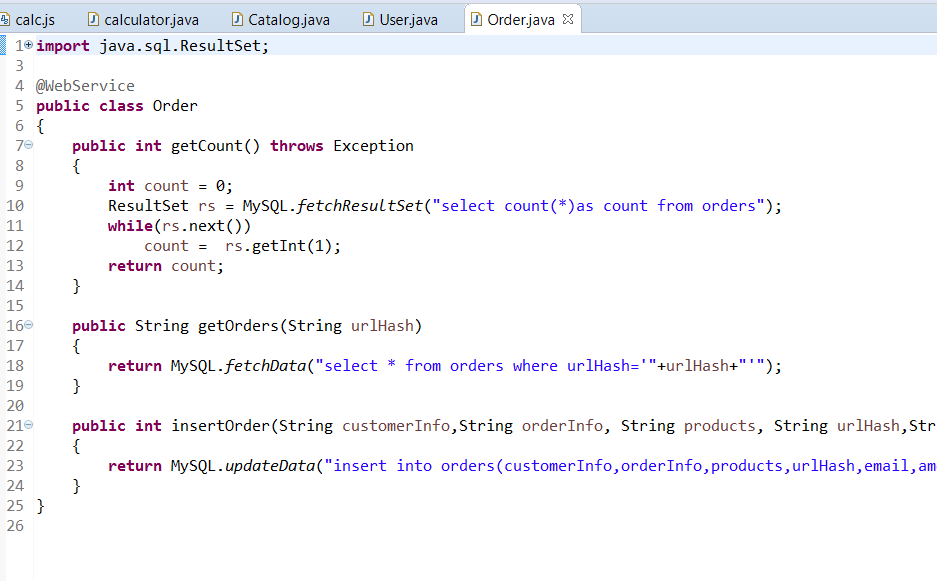 calc.js calculator.java Catalog.java User.java Order.java
1 import java.sql.ResultSet;
3
4 @WebService
5 public class Order
6 {
7 public int getCount() throws Exception
8 {
9 int count = 0;
10 ResultSet rs = MySQL.fetchResultSet("select count(*)as count from orders");
11 while(rs.next())
12 count =  rs.getInt(1);
13 return count;
14 }
15
16 public String getOrders(String urlHash)
17 {
18 return MySQL.fetchData("select * from orders where urlHash='"+urlHash+"'");
19 }
20
21 public int insertOrder(String customerInfo,String orderInfo, String products, String urlHash,Str
22 {
23 return MySQL.updateData("insert into orders(customerInfo,orderInfo,products,urlHash,email,am
24 }
25 }
26